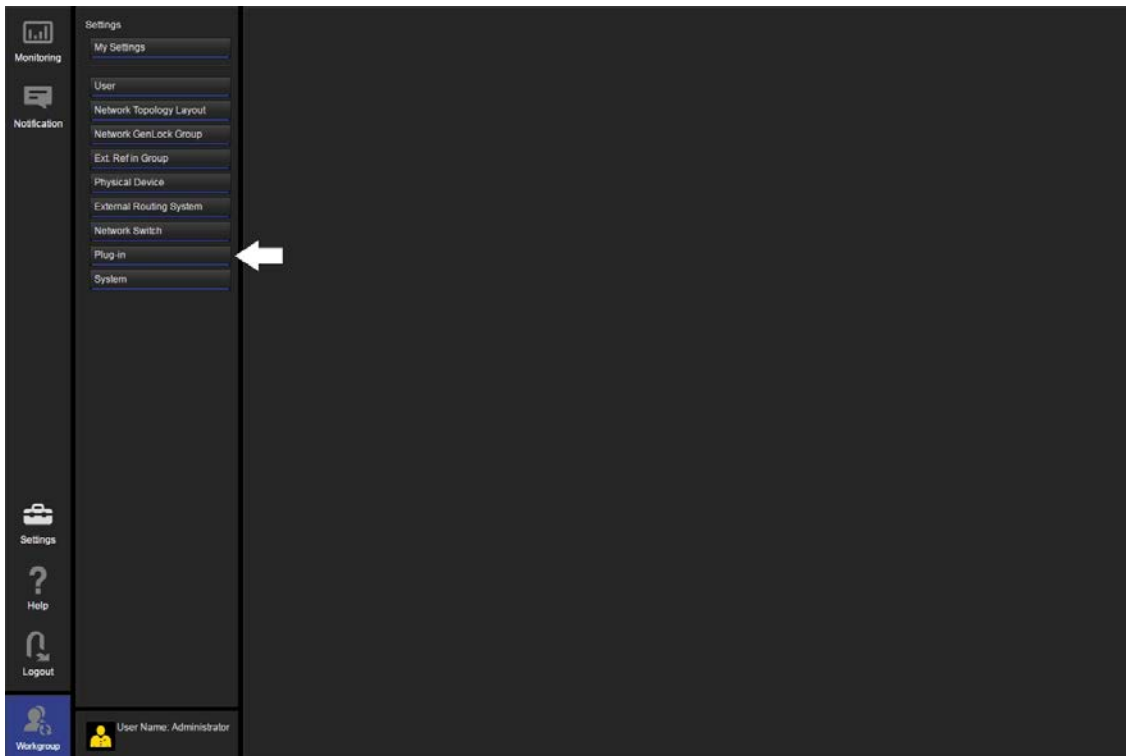 Monitoring
Notification
Settings
Help
Logout
Workgroup
Settings
My Settings
User
Network Topology Layout
Network GenLock Group
Ext. Ref in Group
Physical Device
External Routing System
Network Switch
Plug-in
System
User Name: Administrator